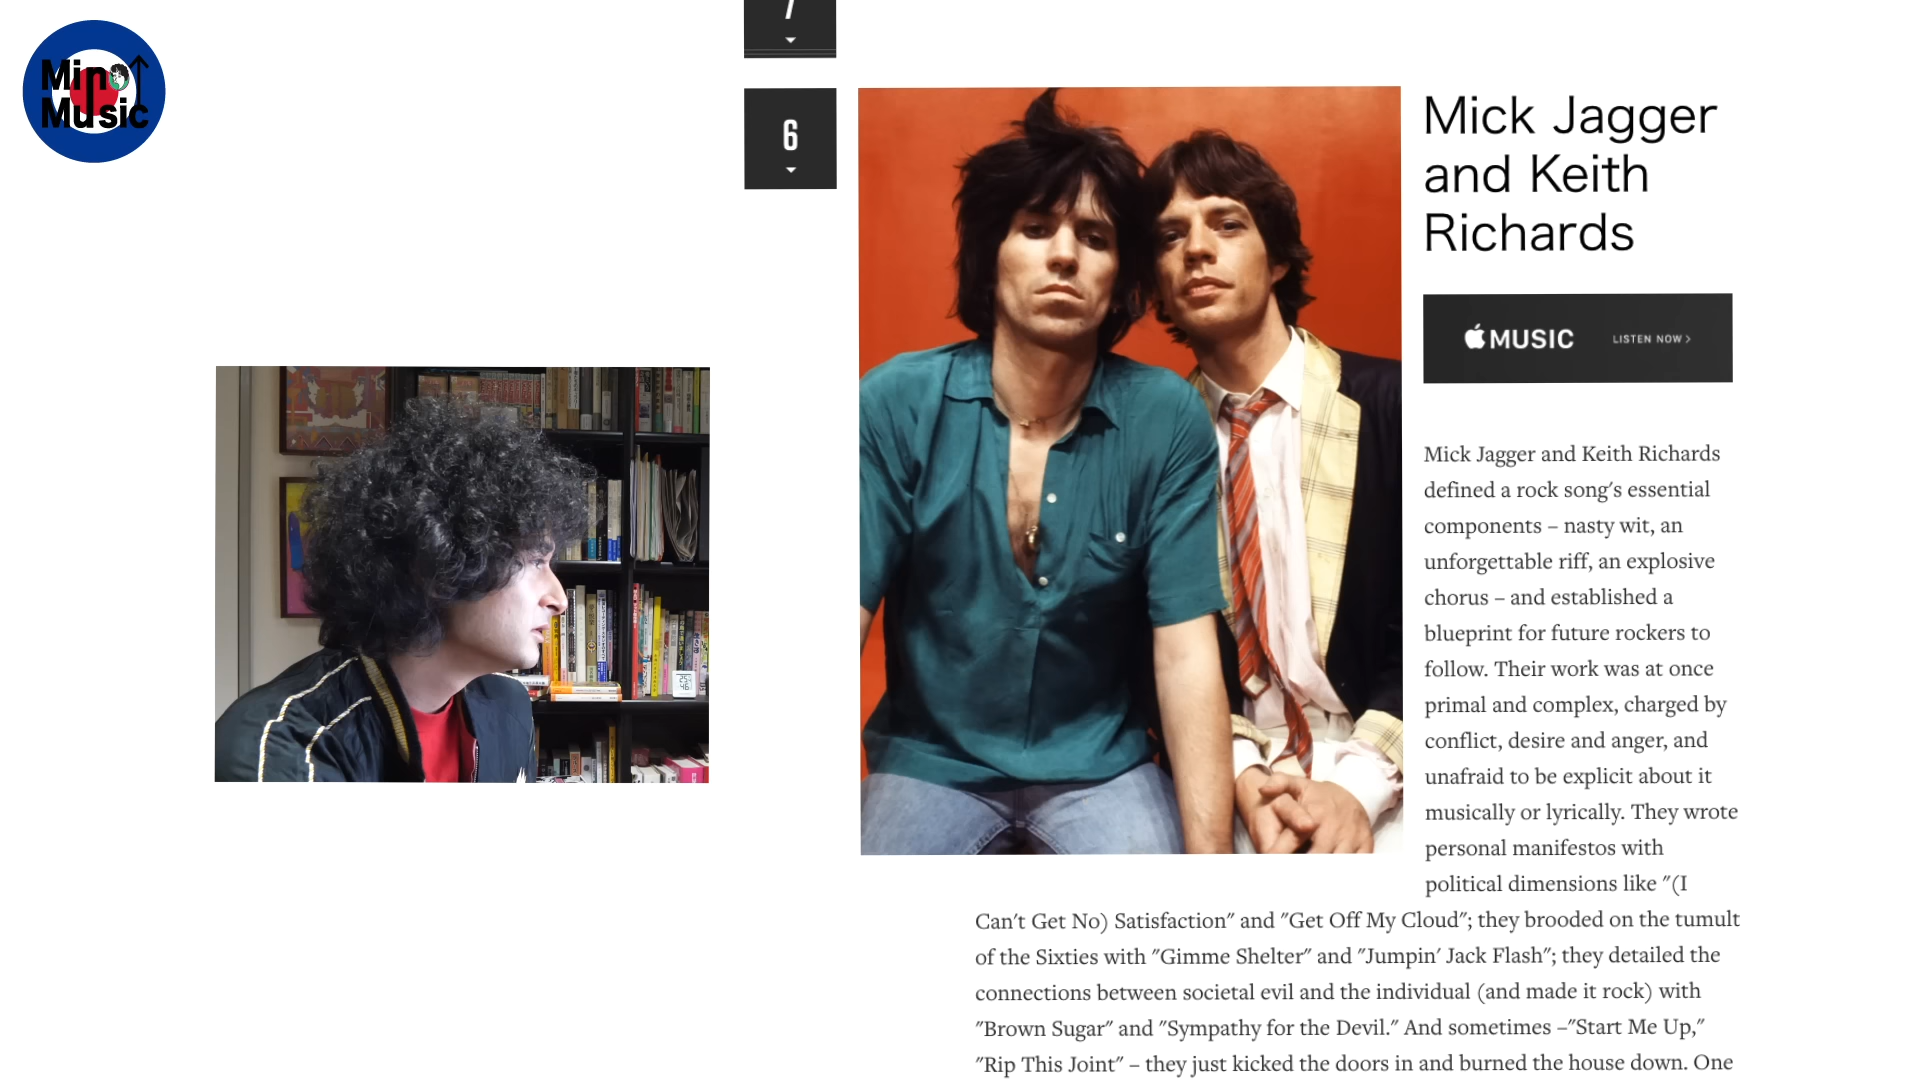 Mino
Music
7
6
Mick Jagger
and Keith
Richards
MUSIC LISTEN NOW >
Mick Jagger and Keith Richards
defined a rock song's essential
components – nasty wit, an
unforgettable riff, an explosive
chorus – and established a
blueprint for future rockers to
follow. Their work was at once
primal and complex, charged by
conflict, desire and anger, and
unafraid to be explicit about it
musically or lyrically. They wrote
personal manifestos with
political dimensions like "(I
Can't Get No) Satisfaction" and "Get Off My Cloud"; they brooded on the tumult
of the Sixties with "Gimme Shelter" and "Jumpin' Jack Flash"; they detailed the
connections between societal evil and the individual (and made it rock) with
"Brown Sugar" and "Sympathy for the Devil." And sometimes –"Start Me Up,"
"Rip This Joint" – they just kicked the doors in and burned the house down. One